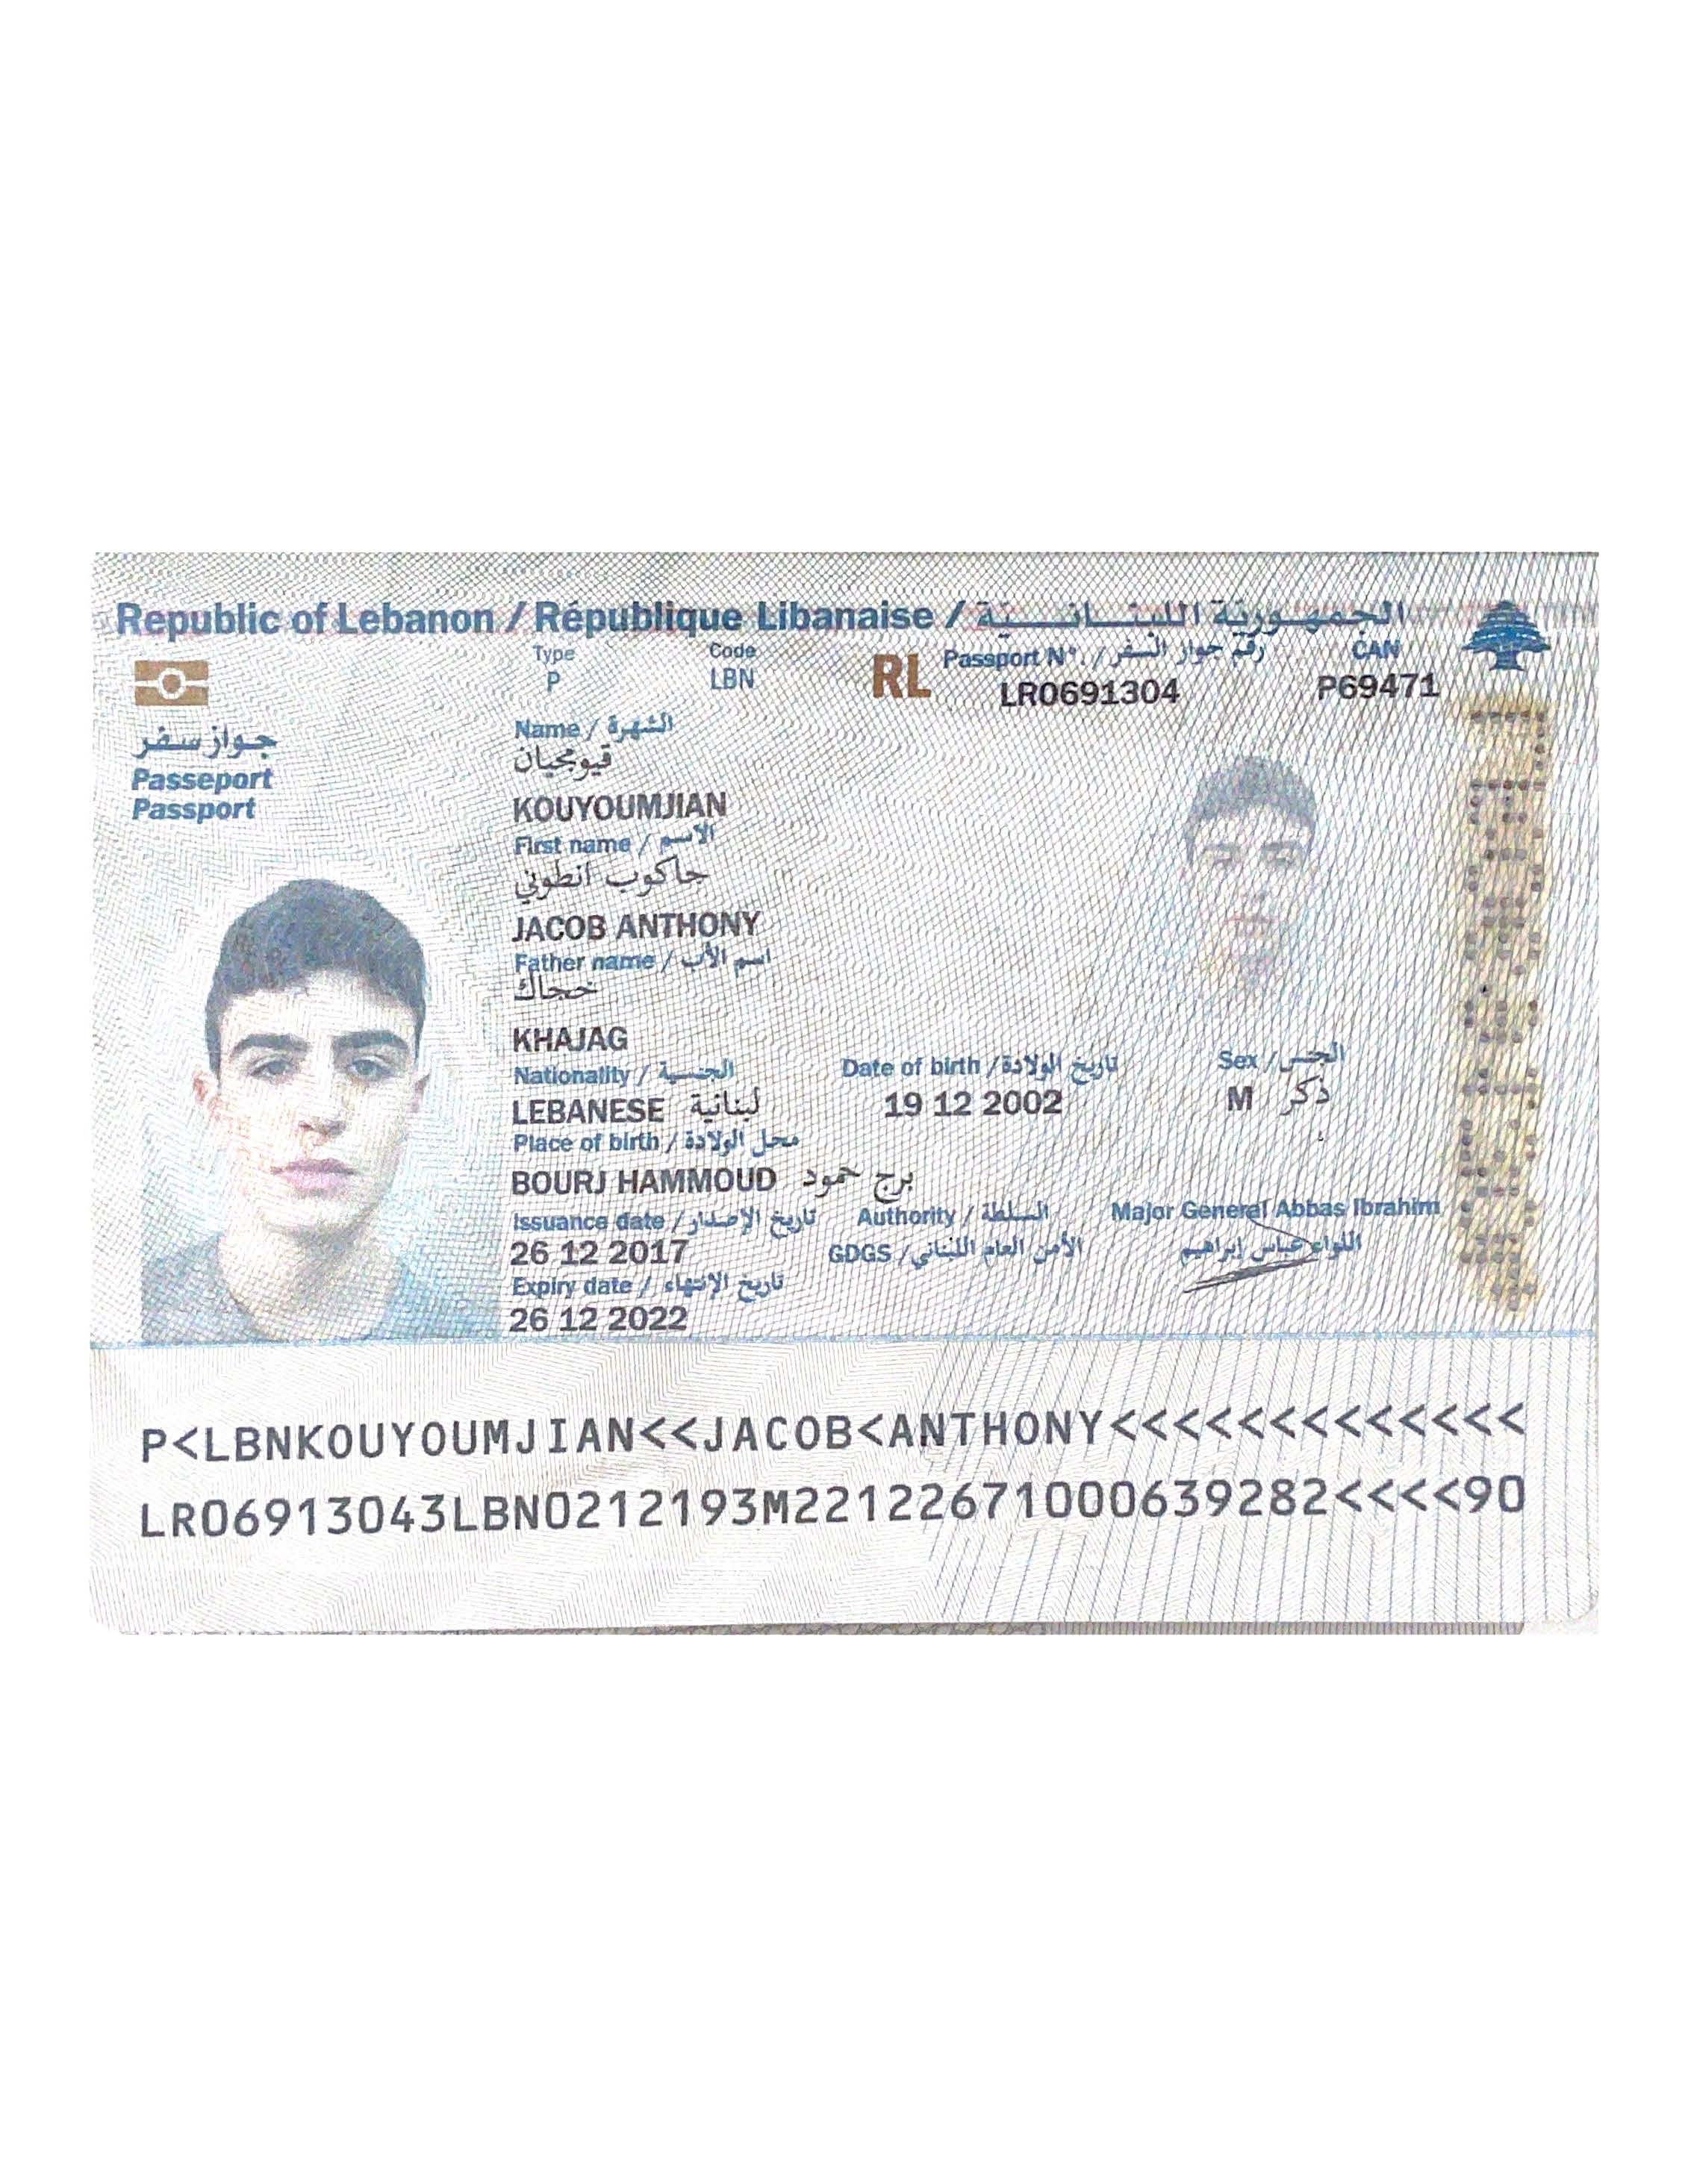 Republic of Lebanon / République Libanaise / الجمهورية اللبنانية
Type
Code
Passport N°. / رقم جواز السفر
CAN
P
LBN
RL
LR0691304
P69471
جواز سفر
Passeport
Passport
Name / الشهرة
قيومجيان
KOUYOUMJIAN
First name / الاسم
جاكوب انطوني
JACOB ANTHONY
Father name / اسم الأب
خجاك
KHAJAG
Nationality / الجنسية
Date of birth / تاريخ الولادة
Sex / الجنس
LEBANESE لبنانية
19 12 2002
M ذكر
Place of birth / محل الولادة
BOURJ HAMMOUD برج حمود
Issuance date / تاريخ الإصدار
Authority / السلطة
Major General Abbas Ibrahim
26 12 2017
GDGS / الأمن العام اللبناني
اللواء عباس إبراهيم
Expiry date / تاريخ الإنتهاء
26 12 2022
P<LBNKOUYOUMJIAN<<JACOB<ANTHONY<<<<<<<<<<<<<
LR06913043LBN0212193M22122671000639282<<<<90